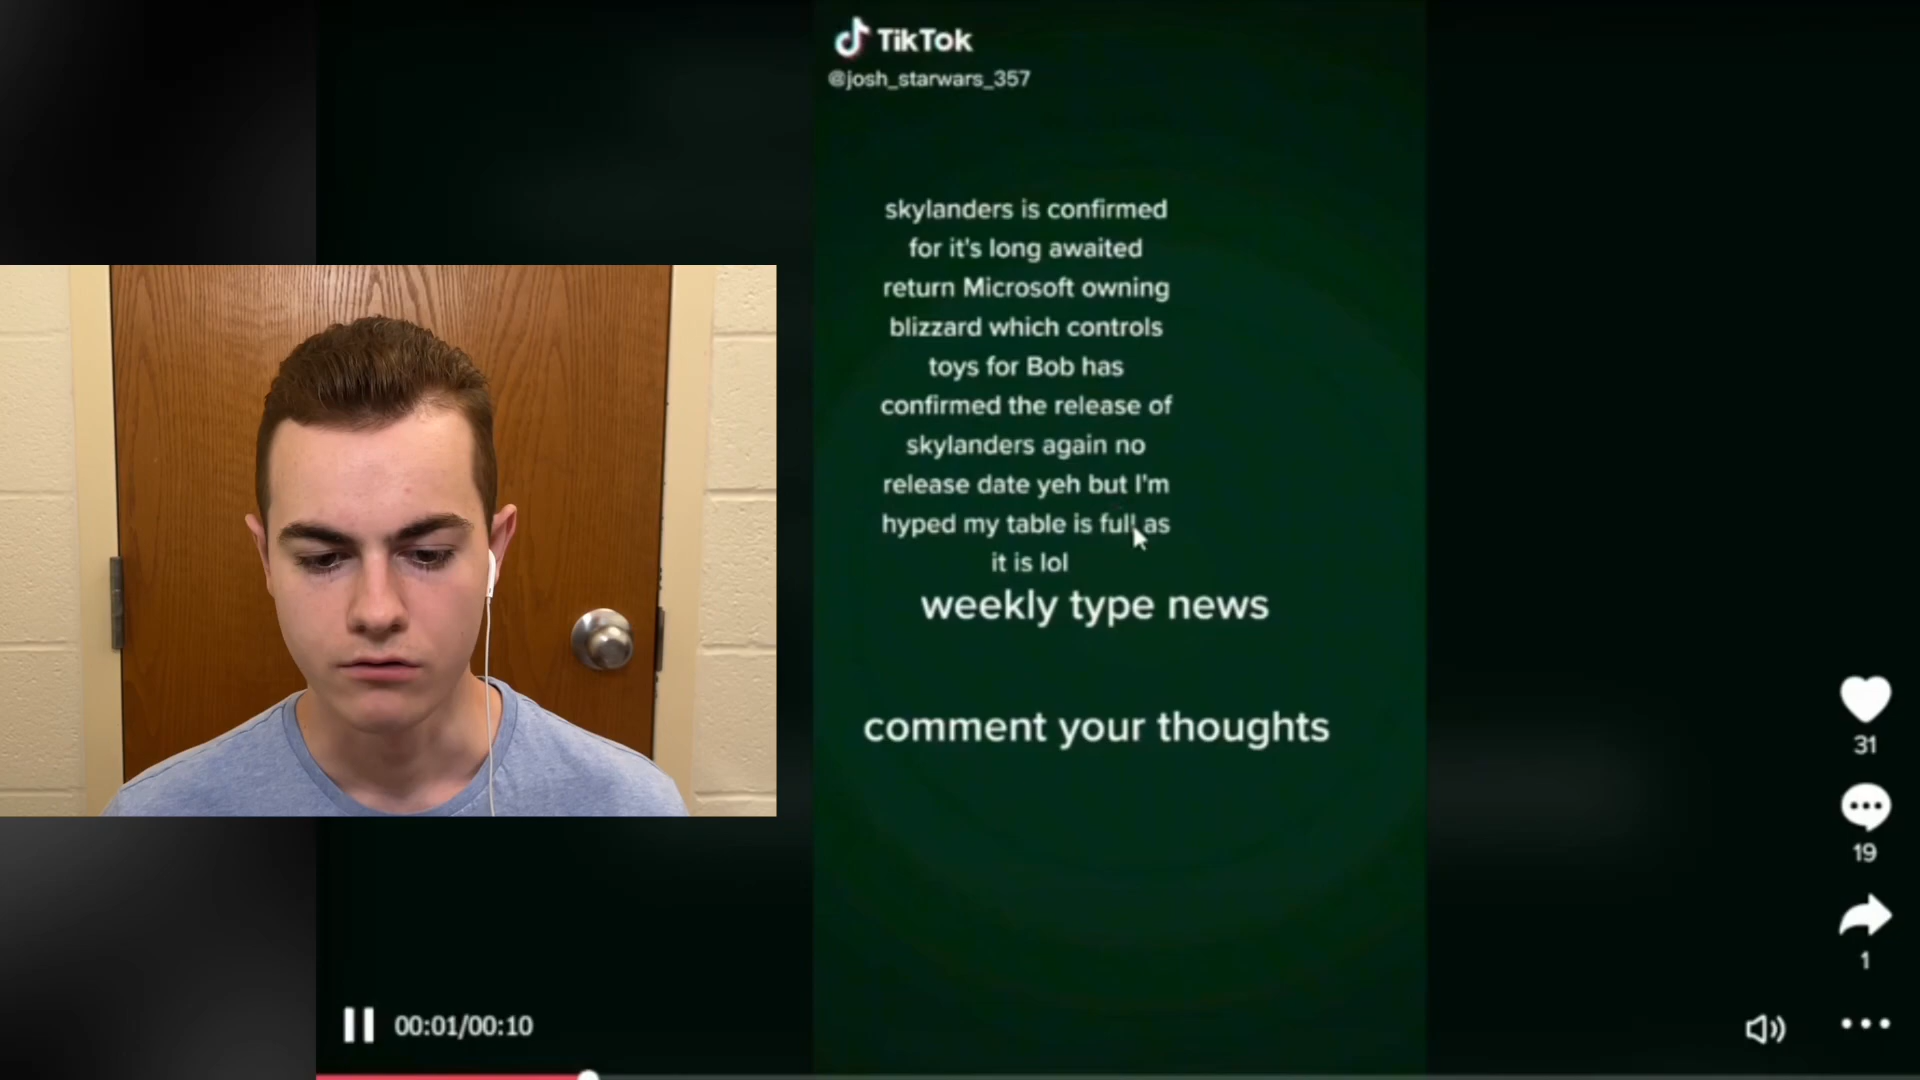 TikTok
@josh_starwars_357
skylanders is confirmed
for it's long awaited
return Microsoft owning
blizzard which controls
toys for Bob has
confirmed the release of
skylanders again no
release date yeh but I'm
hyped my table is full as
it is lol
weekly type news
comment your thoughts
31
19
1
00:01/00:10